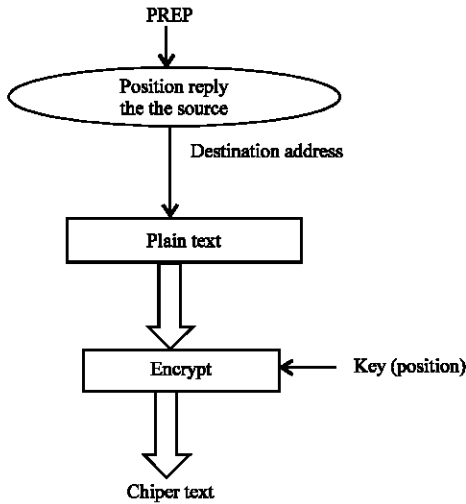 PREP
Position reply
the the source
Destination address
Plain text
Encrypt
Key (position)
Chiper text